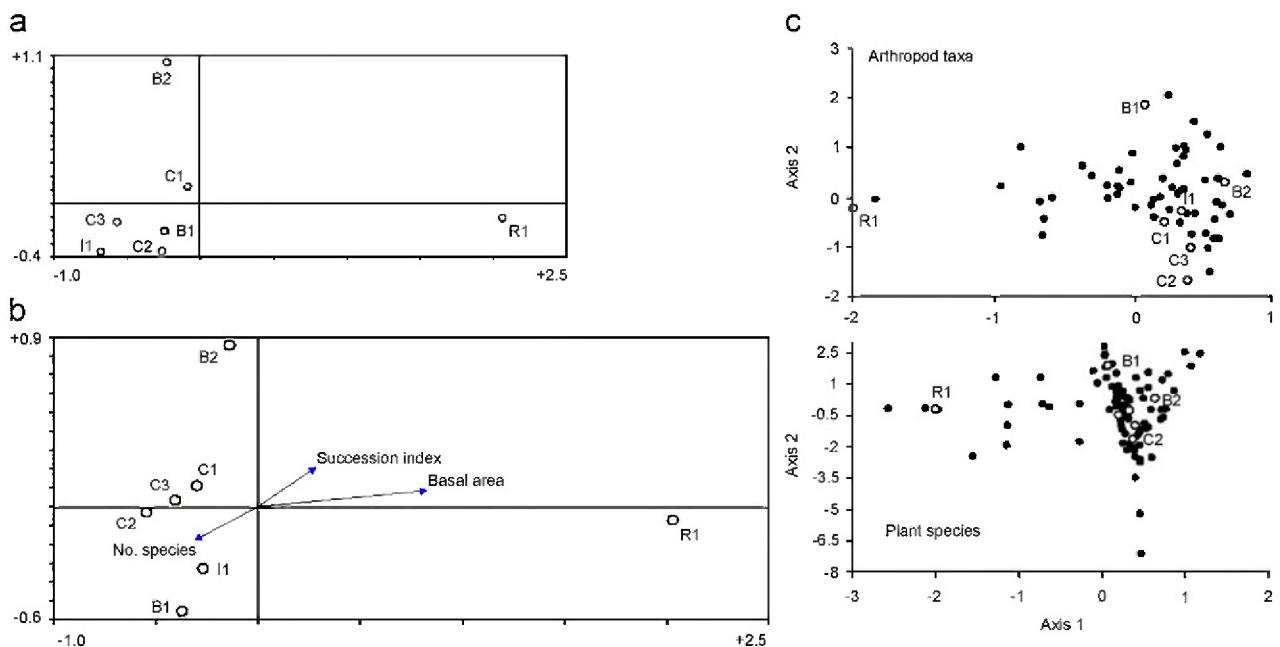 a
+1.1
B2
C1
C3
B1
I1
C2
R1
-0.4
-1.0
+2.5
b
+0.9
B2
Succession index
C1
Basal area
C3
C2
R1
No. species
I1
B1
-0.6
-1.0
+2.5
c
3
Arthropod taxa
2
B1
1
Axis 2
B2
0
I1
R1
C1
-1
C3
C2
-2
-2
-1
0
1
2.5
B1
1
R1
B2
-0.5
C2
-2
Axis 2
-3.5
-5
Plant species
-6.5
-8
-3
-2
-1
0
1
2
Axis 1